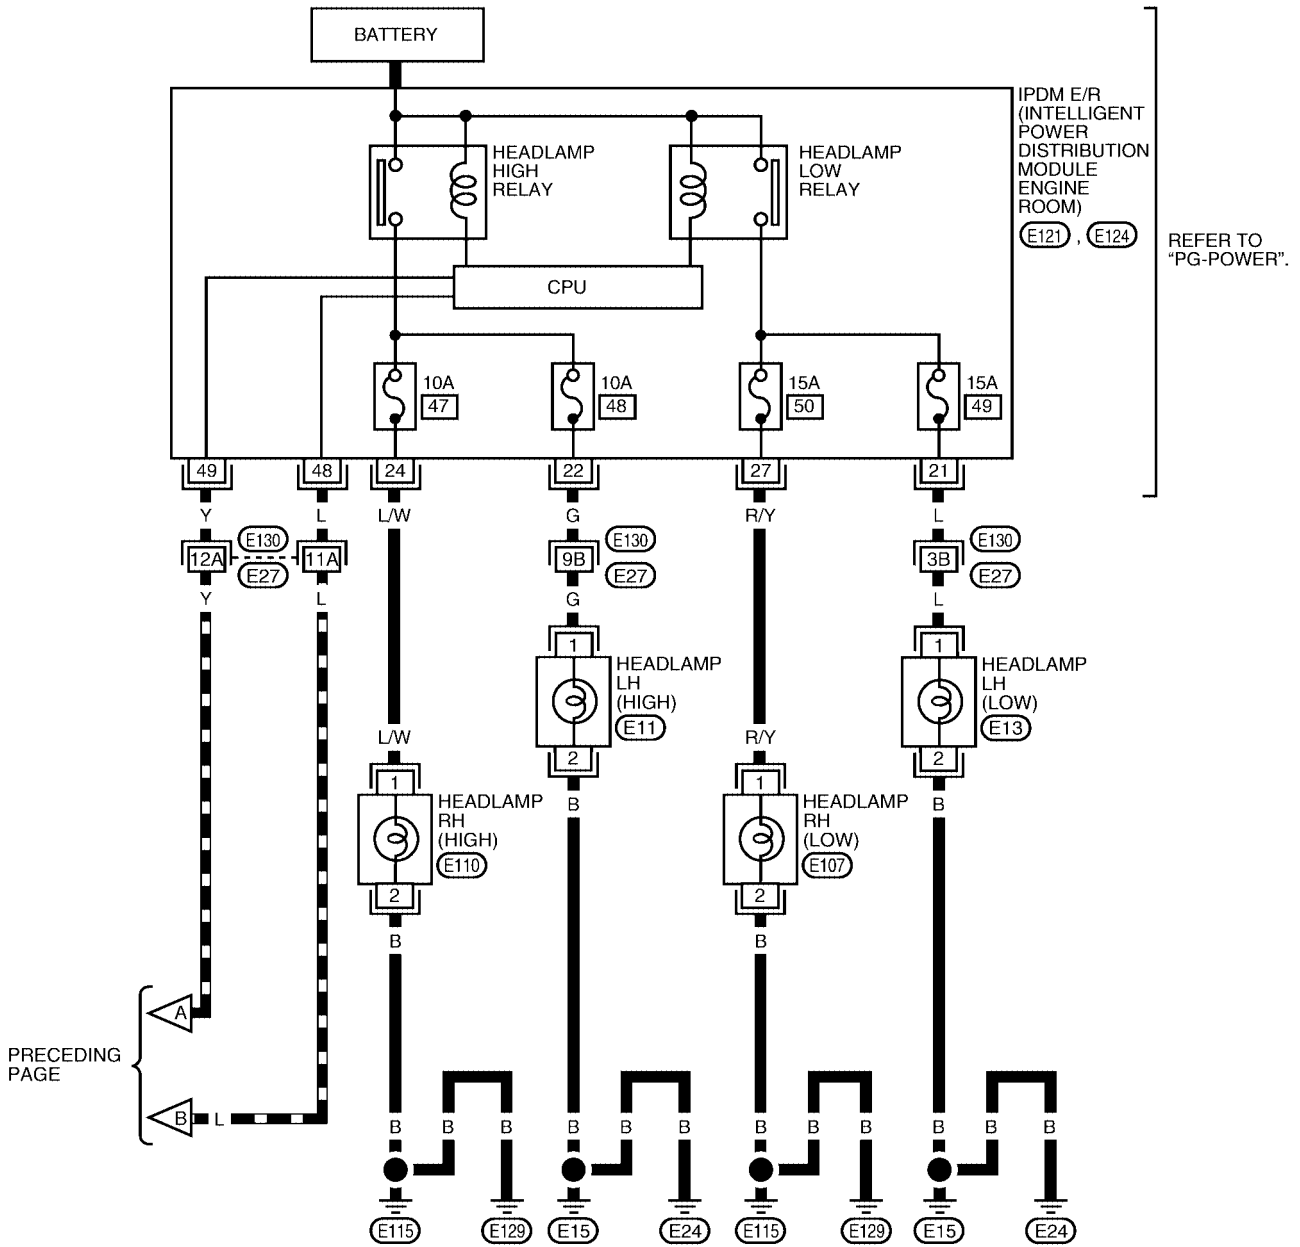 BATTERY
IPDM E/R
(INTELLIGENT
POWER
DISTRIBUTION
MODULE
ENGINE
ROOM)
E121 , E124
REFER TO
“PG-POWER”.
HEADLAMP
HIGH
RELAY
HEADLAMP
LOW
RELAY
CPU
10A
47
10A
48
15A
50
15A
49
49 48 24 22 27 21
Y L L/W G R/Y L
12A E130 E27 11A
9B E130 E27
3B E130 E27
Y L G L
1 1
HEADLAMP
LH
(HIGH)
E11
HEADLAMP
LH
(LOW)
E13
2 2
L/W R/Y
B B
1 1
HEADLAMP
RH
(HIGH)
E110
HEADLAMP
RH
(LOW)
E107
2 2
B B
PRECEDING
PAGE
A
B L
B B B B B B B B
E115 E129 E15 E24 E115 E129 E15 E24